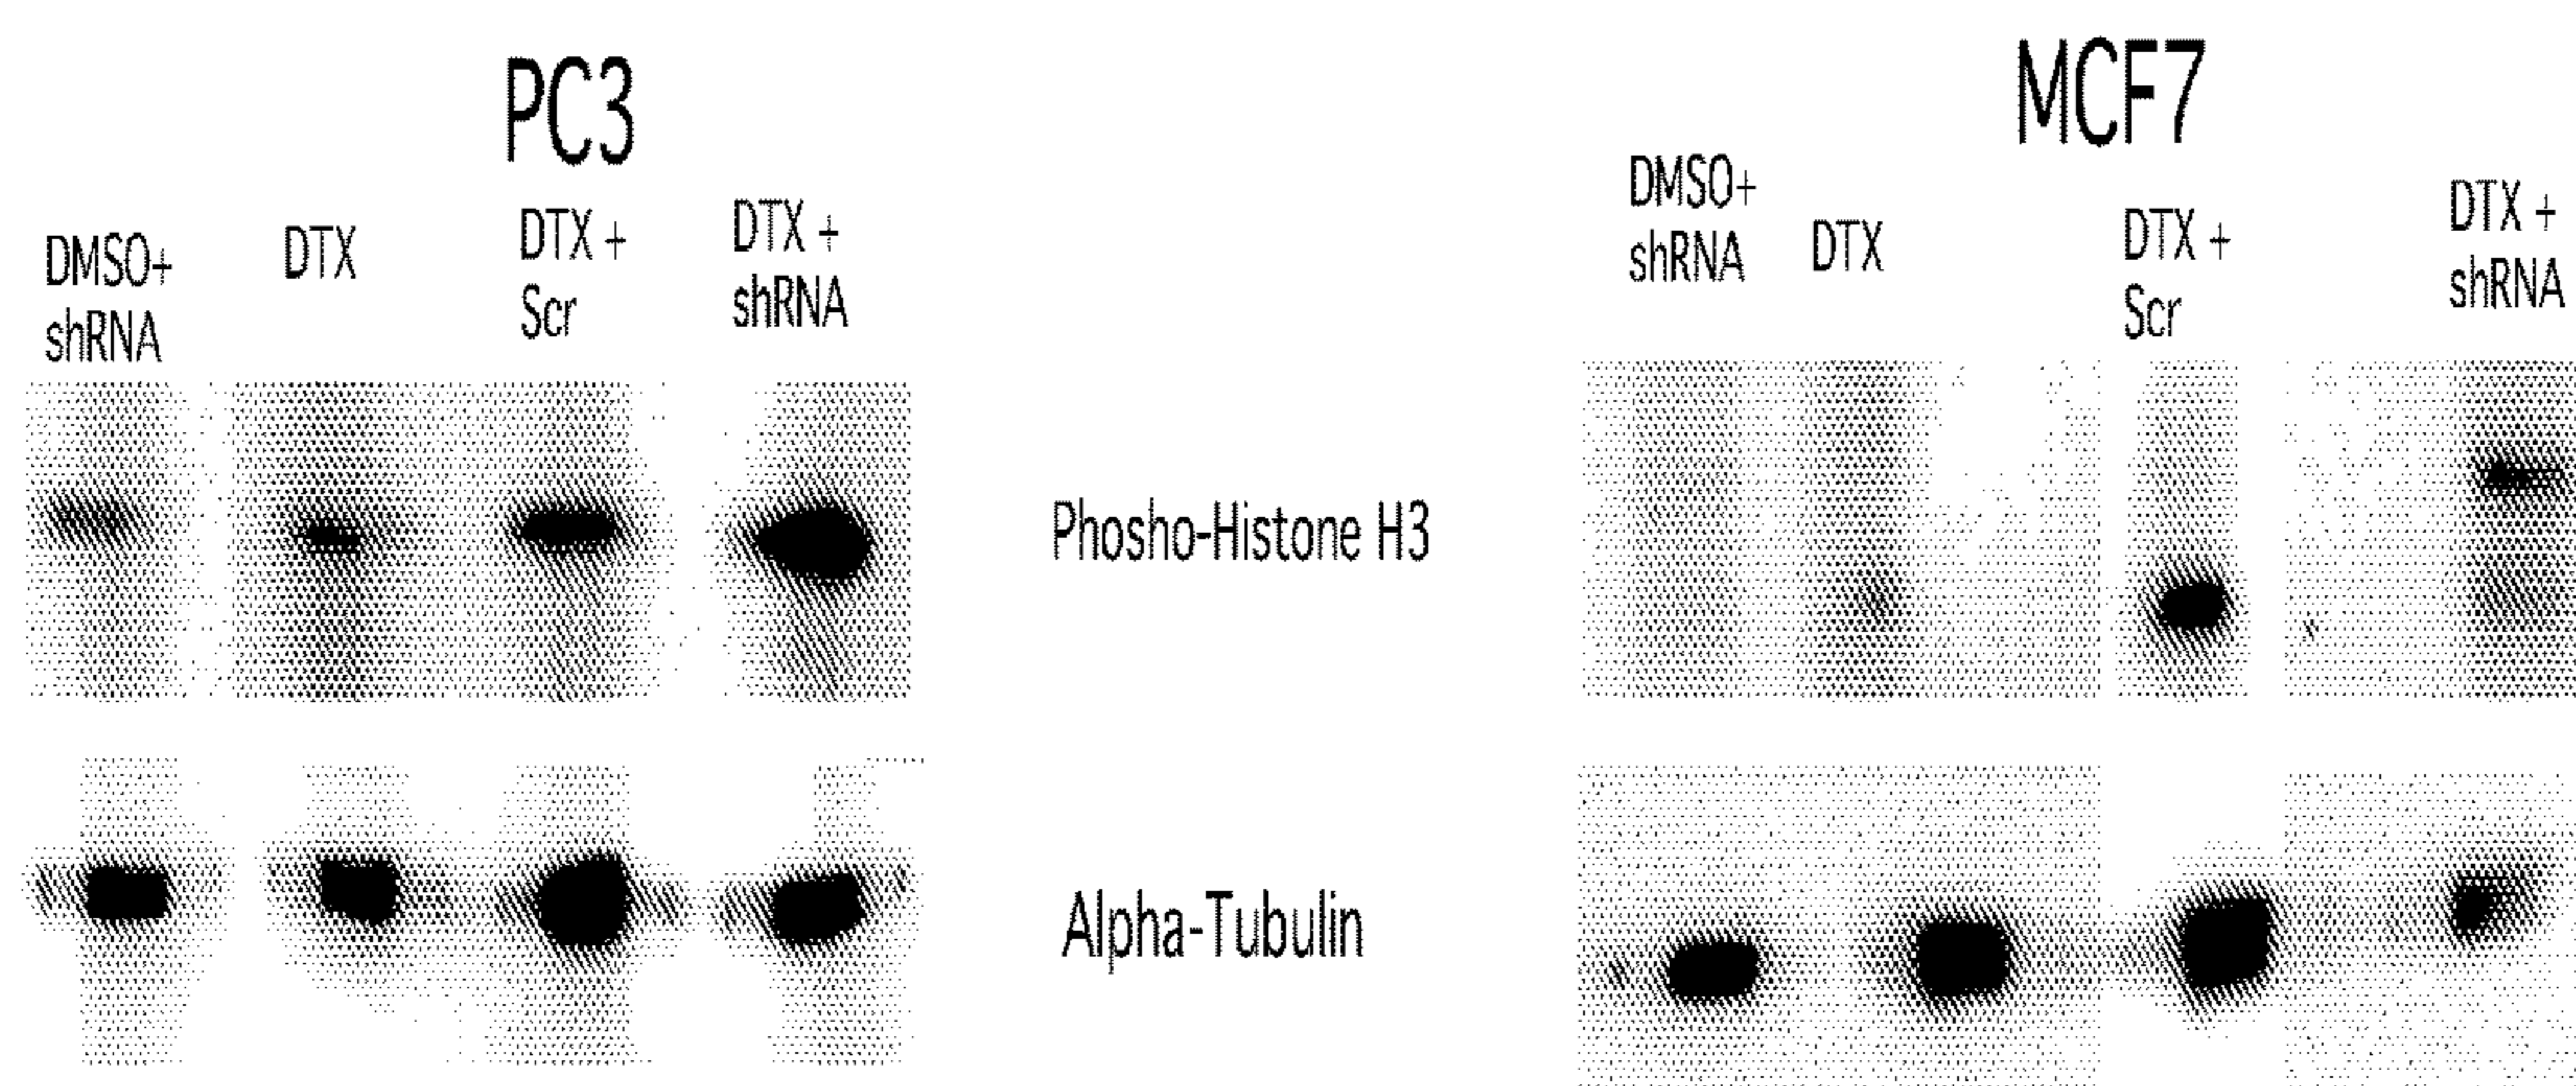 PC3
DMSO+
shRNA
DTX
DTX +
Scr
DTX +
shRNA
MCF7
DMSO+
shRNA
DTX
DTX +
Scr
DTX +
shRNA
Phosho-Histone H3
Alpha-Tubulin